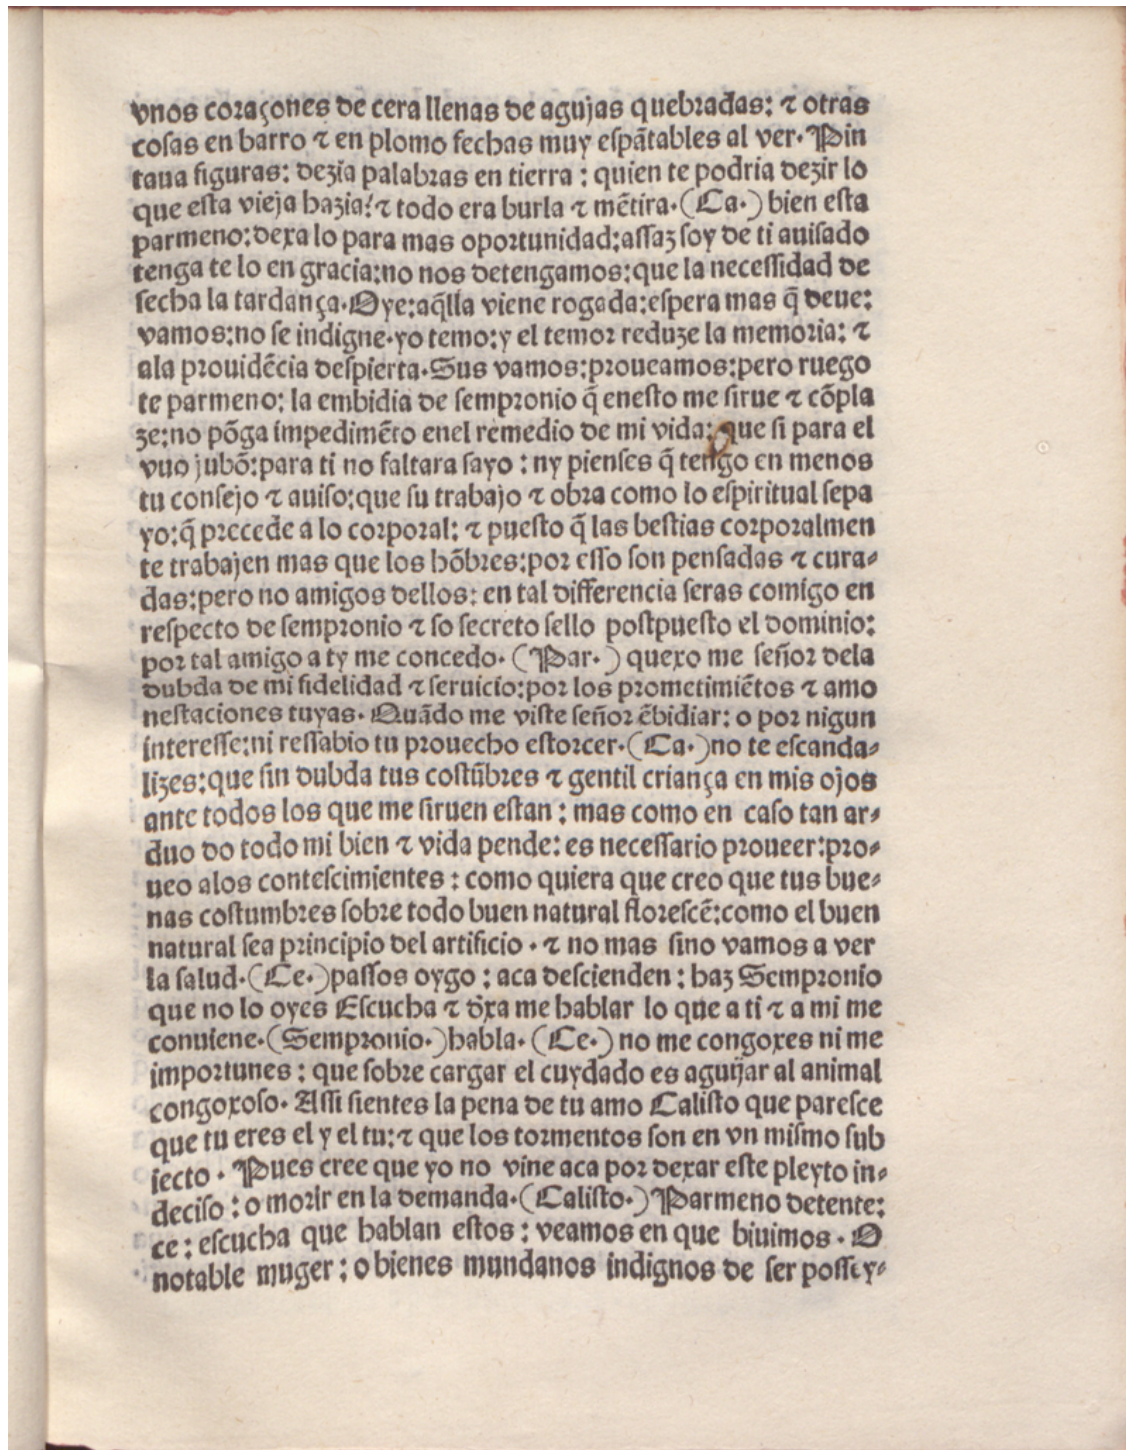 vnos coraçones de cera llenas de agujas quebradas: ⁊ otras
cosas en barro ⁊ en plomo fechas muy espãtables al ver. Pin
taua figuras: dezia palabras en tierra: quien te podria dezir lo
que esta vieja hazia: ⁊ todo era burla ⁊ mẽtira. (Ca.) bien esta
parmeno: dexa lo para mas oportunidad: assaz soy de ti auisado
tenga te lo en gracia: no nos detengamos: que la necessidad de
secha la tardança. Oye: aq̃lla viene rogada: espera mas q̃ deue:
vamos: no se indigne. yo temo: y el temor reduze la memoria: ⁊
ala prouidẽcia despierta. Sus vamos: proueamos: pero ruego
te parmeno: la embidia de sempronio q̃ enesto me sirue ⁊ cõpla
ze: no põga impedimẽto enel remedio de mi vida: que si para el
vuo jubõ: para ti no faltara sayo: ny pienses q̃ tengo en menos
tu consejo ⁊ auiso: que su trabajo ⁊ obra como lo espiritual sepa
yo: q̃ precede a lo corporal: ⁊ puesto q̃ las bestias corporalmen
te trabajen mas que los hõbres: por esso son pensadas ⁊ cura-
das: pero no amigos dellos: en tal differencia seras comigo en
respecto de sempronio ⁊ so secreto sello postpuesto el dominio:
por tal amigo a ty me concedo. (Par.) quexo me señor dela
dubda de mi fidelidad ⁊ seruicio: por los prometimiẽtos ⁊ amo
nestaciones tuyas. Quãdo me viste señor ẽbidiar: o por nigun
interesse: ni ressabio tu prouecho estorcer. (Ca.) no te escanda-
lizes: que sin dubda tus costũbres ⁊ gentil criança en mis ojos
ante todos los que me siruen estan: mas como en caso tan ar-
duo do todo mi bien ⁊ vida pende: es necessario proueer: pro-
ueo alos contescimientes: como quiera que creo que tus bue-
nas costumbres sobre todo buen natural florescẽ: como el buen
natural sea principio del artificio. ⁊ no mas sino vamos a ver
la salud. (Ce.) passos oygo: aca descienden: haz Sempronio
que no lo oyes Escucha ⁊ d̃xa me hablar lo que a ti ⁊ a mi me
conuiene. (Sempronio.) habla. (Ce.) no me congoxes ni me
importunes: que sobre cargar el cuydado es aguijar al animal
congoxoso. Assi sientes la pena de tu amo Calisto que paresce
que tu eres el y el tu: ⁊ que los tormentos son en vn mismo sub
iecto. Pues cree que yo no vine aca por dexar este pleyto in-
deciso: o morir en la demanda. (Calisto.) Parmeno detente:
ce: escucha que hablan estos: veamos en que biuimos. O
notable muger: o bienes mundanos indignos de ser possey-